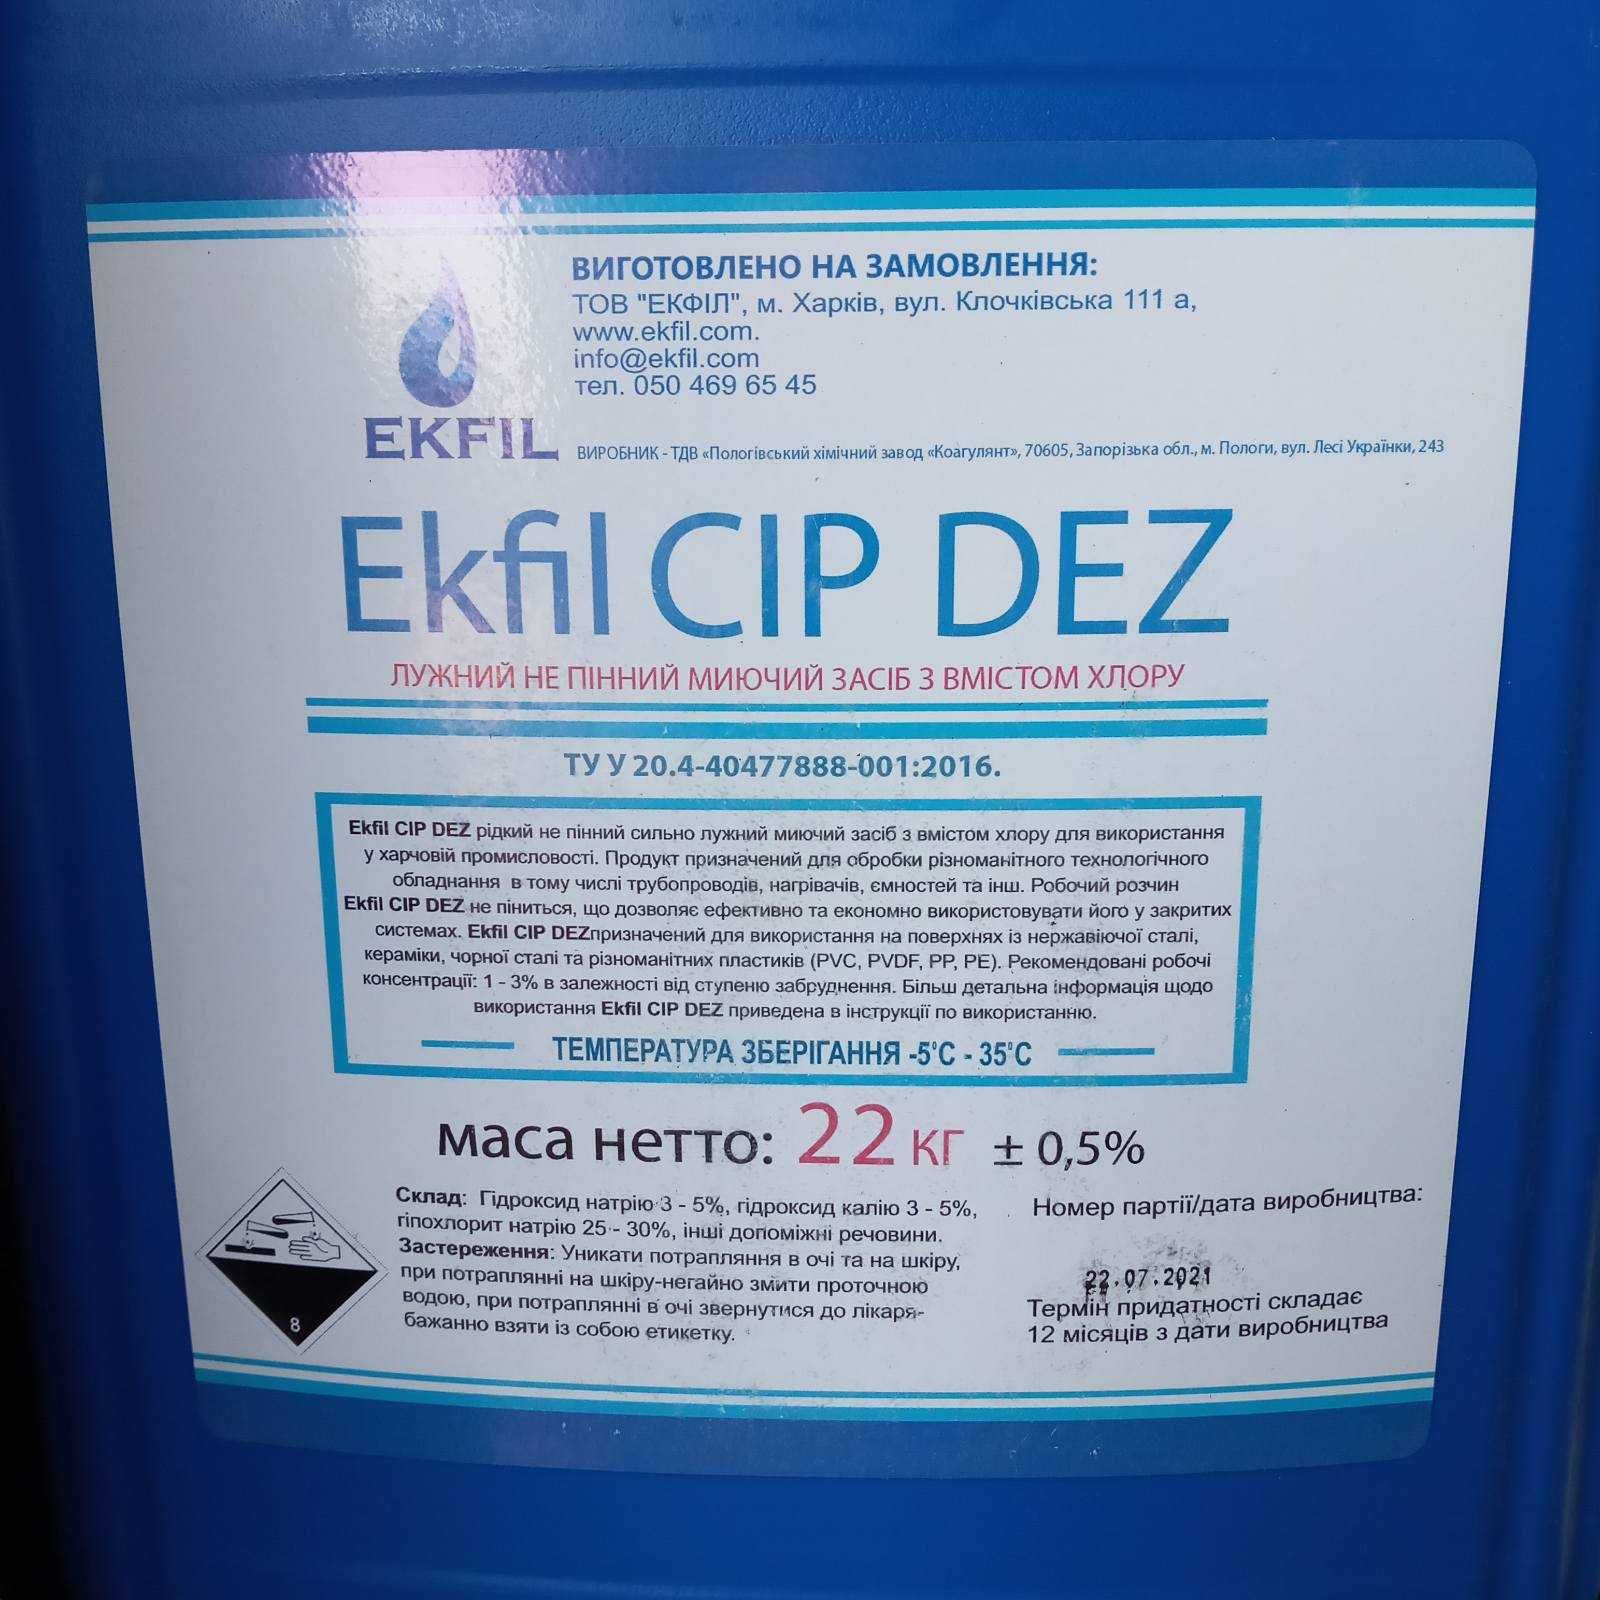 ВИГОТОВЛЕНО НА ЗАМОВЛЕННЯ:
ТОВ "ЕКФІЛ", м. Харків, вул. Клочківська 111 а,
www.ekfil.com.
info@ekfil.com
тел. 050 469 65 45
EKFIL
ВИРОБНИК - ТДВ «Пологівський хімічний завод «Коагулянт», 70605, Запорізька обл., м. Пологи, вул. Лесі Українки, 243
Ekfil CIP DEZ
ЛУЖНИЙ НЕ ПІННИЙ МИЮЧИЙ ЗАСІБ З ВМІСТОМ ХЛОРУ
ТУ У 20.4-40477888-001:2016.
Ekfil CIP DEZ рідкий не пінний сильно лужний миючий засіб з вмістом хлору для використання
у харчовій промисловості. Продукт призначений для обробки різноманітного технологічного
обладнання в тому числі трубопроводів, нагрівачів, ємностей та інш. Робочий розчин
Ekfil CIP DEZ не піниться, що дозволяє ефективно та економно використовувати його у закритих
системах. Ekfil CIP DEZпризначений для використання на поверхнях із нержавіючої сталі,
кераміки, чорної сталі та різноманітних пластиків (PVC, PVDF, PP, PE). Рекомендовані робочі
консентрації: 1 - 3% в залежності від ступеню забруднення. Більш детальна інформація щодо
використання Ekfil CIP DEZ приведена в інструкції по використанню.
ТЕМПЕРАТУРА ЗБЕРІГАННЯ -5°C - 35°C
маса нетто: 22 кг ± 0,5%
Склад: Гідроксид натрію 3 - 5%, гідроксид калію 3 - 5%,
гіпохлорит натрію 25 - 30%, інші допоміжні речовини.
Застереження: Уникати потрапляння в очі та на шкіру,
при потраплянні на шкіру-негайно змити проточною
водою, при потраплянні в очі звернутися до лікаря-
бажанно взяти із собою етикетку.
8
Номер партії/дата виробництва:
22.07.2021
Термін придатності складає
12 місяців з дати виробництва